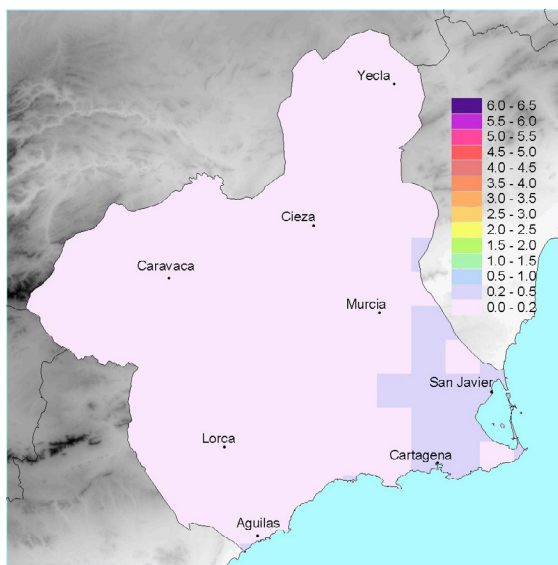 Yecla
6.0 - 6.5
5.5 - 6.0
5.0 - 5.5
4.5 - 5.0
4.0 - 4.5
3.5 - 4.0
3.0 - 3.5
2.5 - 3.0
2.0 - 2.5
1.5 - 2.0
1.0 - 1.5
0.5 - 1.0
0.2 - 0.5
0.0 - 0.2
Cieza
Caravaca
Murcia
San Javier
Lorca
Cartagena
Aguilas